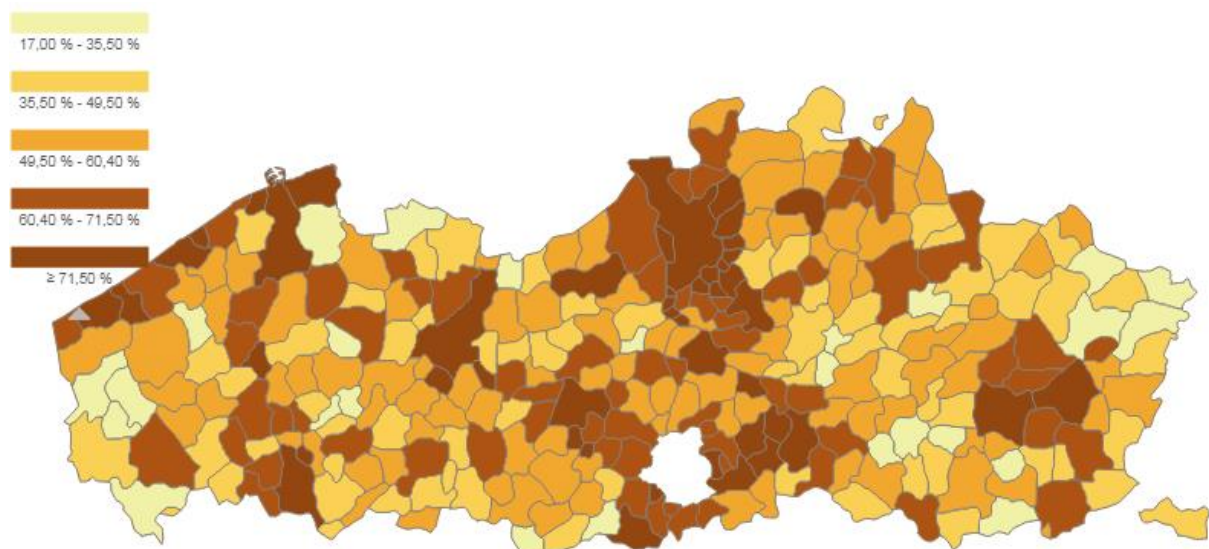 17,00 % - 35,50 %
35,50 % - 49,50 %
49,50 % - 60,40 %
60,40 % - 71,50 %
≥ 71,50 %